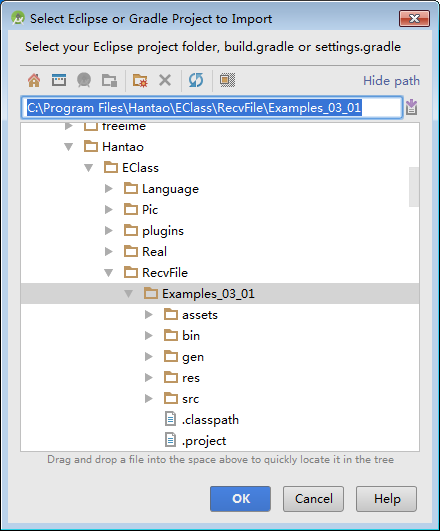 Select Eclipse or Gradle Project to Import
Select your Eclipse project folder, build.gradle or settings.gradle
Hide path
C:\Program Files\Hantao\EClass\RecvFile\Examples_03_01
freeime
Hantao
EClass
Language
Pic
plugins
Real
RecvFile
Examples_03_01
assets
bin
gen
res
src
.classpath
.project
Drag and drop a file into the space above to quickly locate it in the tree
OK Cancel Help